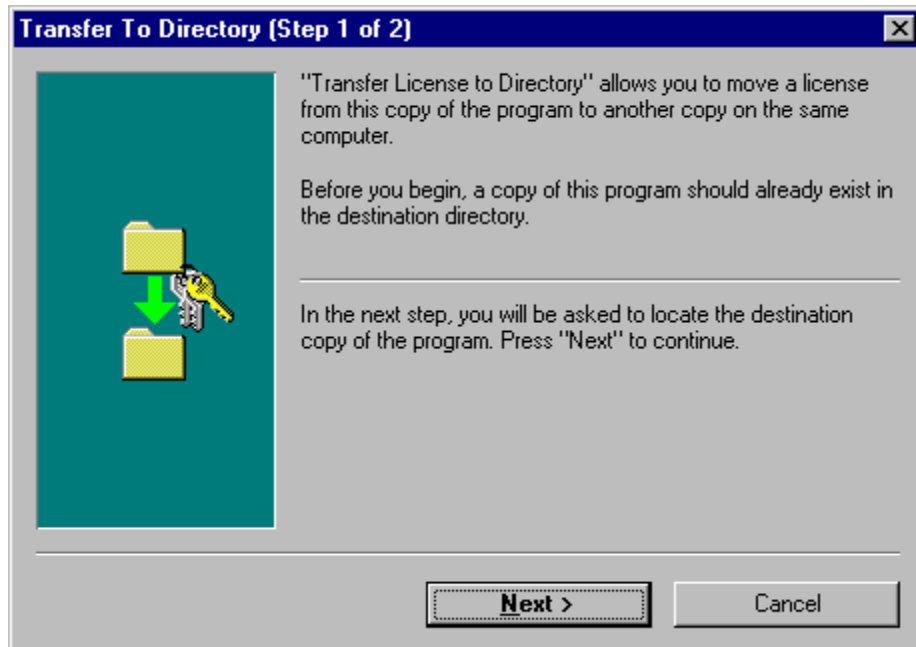 Transfer To Directory (Step 1 of 2)
"Transfer License to Directory" allows you to move a license
from this copy of the program to another copy on the same
computer.
Before you begin, a copy of this program should already exist in
the destination directory.
In the next step, you will be asked to locate the destination
copy of the program. Press "Next" to continue.
Next >
Cancel